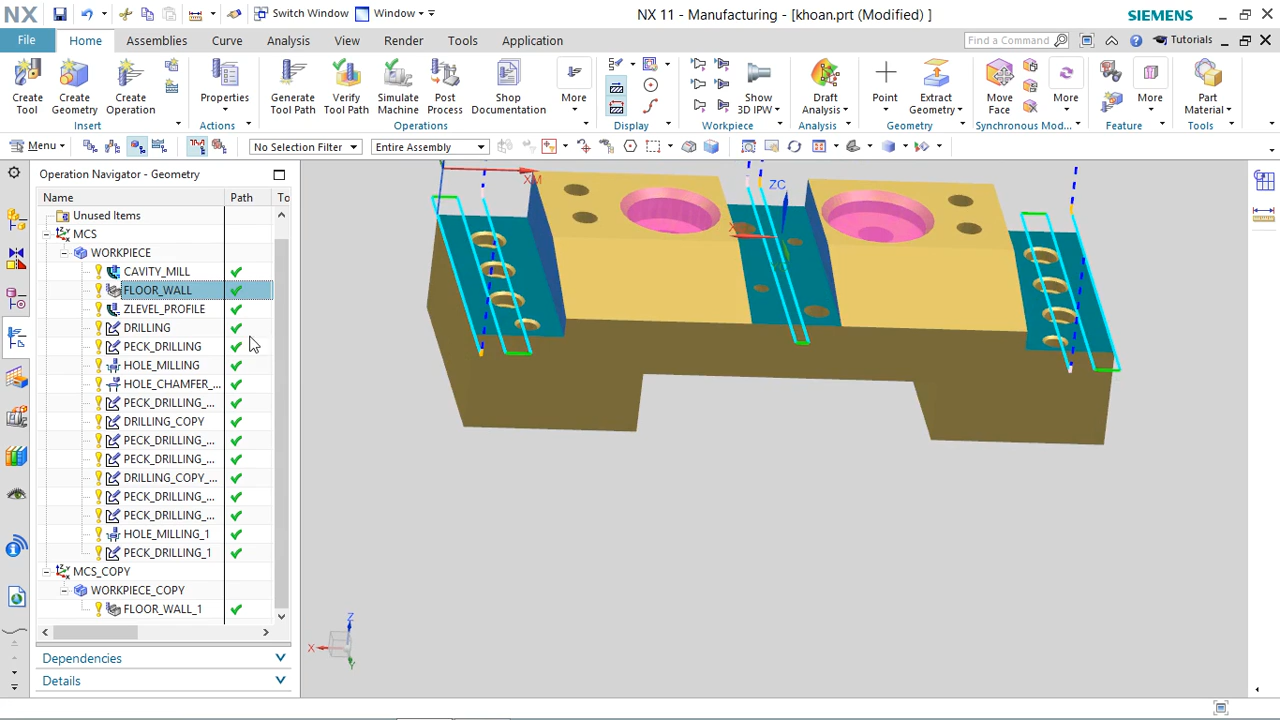 NX
Switch Window
Window
NX 11 - Manufacturing - [khoan.prt (Modified) ]
SIEMENS
File
Home
Assemblies
Curve
Analysis
View
Render
Tools
Application
Find a Command
Tutorials
Create Tool
Create Geometry
Create Operation
Properties
Generate Tool Path
Verify Tool Path
Simulate Machine
Post Process
Shop Documentation
More
Show 3D IPW
Draft Analysis
Point
Extract Geometry
Move Face
More
More
Part Material
Insert
Actions
Operations
Display
Workpiece
Analysis
Geometry
Synchronous Mod...
Feature
Tools
Menu
No Selection Filter
Entire Assembly
Operation Navigator - Geometry
Name
Path
To
Unused Items
MCS
WORKPIECE
CAVITY_MILL
FLOOR_WALL
ZLEVEL_PROFILE
DRILLING
PECK_DRILLING
HOLE_MILLING
HOLE_CHAMFER_...
PECK_DRILLING_...
DRILLING_COPY
PECK_DRILLING_...
PECK_DRILLING_...
DRILLING_COPY_...
PECK_DRILLING_...
PECK_DRILLING_...
HOLE_MILLING_1
PECK_DRILLING_1
MCS_COPY
WORKPIECE_COPY
FLOOR_WALL_1
Dependencies
Details
XM
ZC
X
Z
X
Y